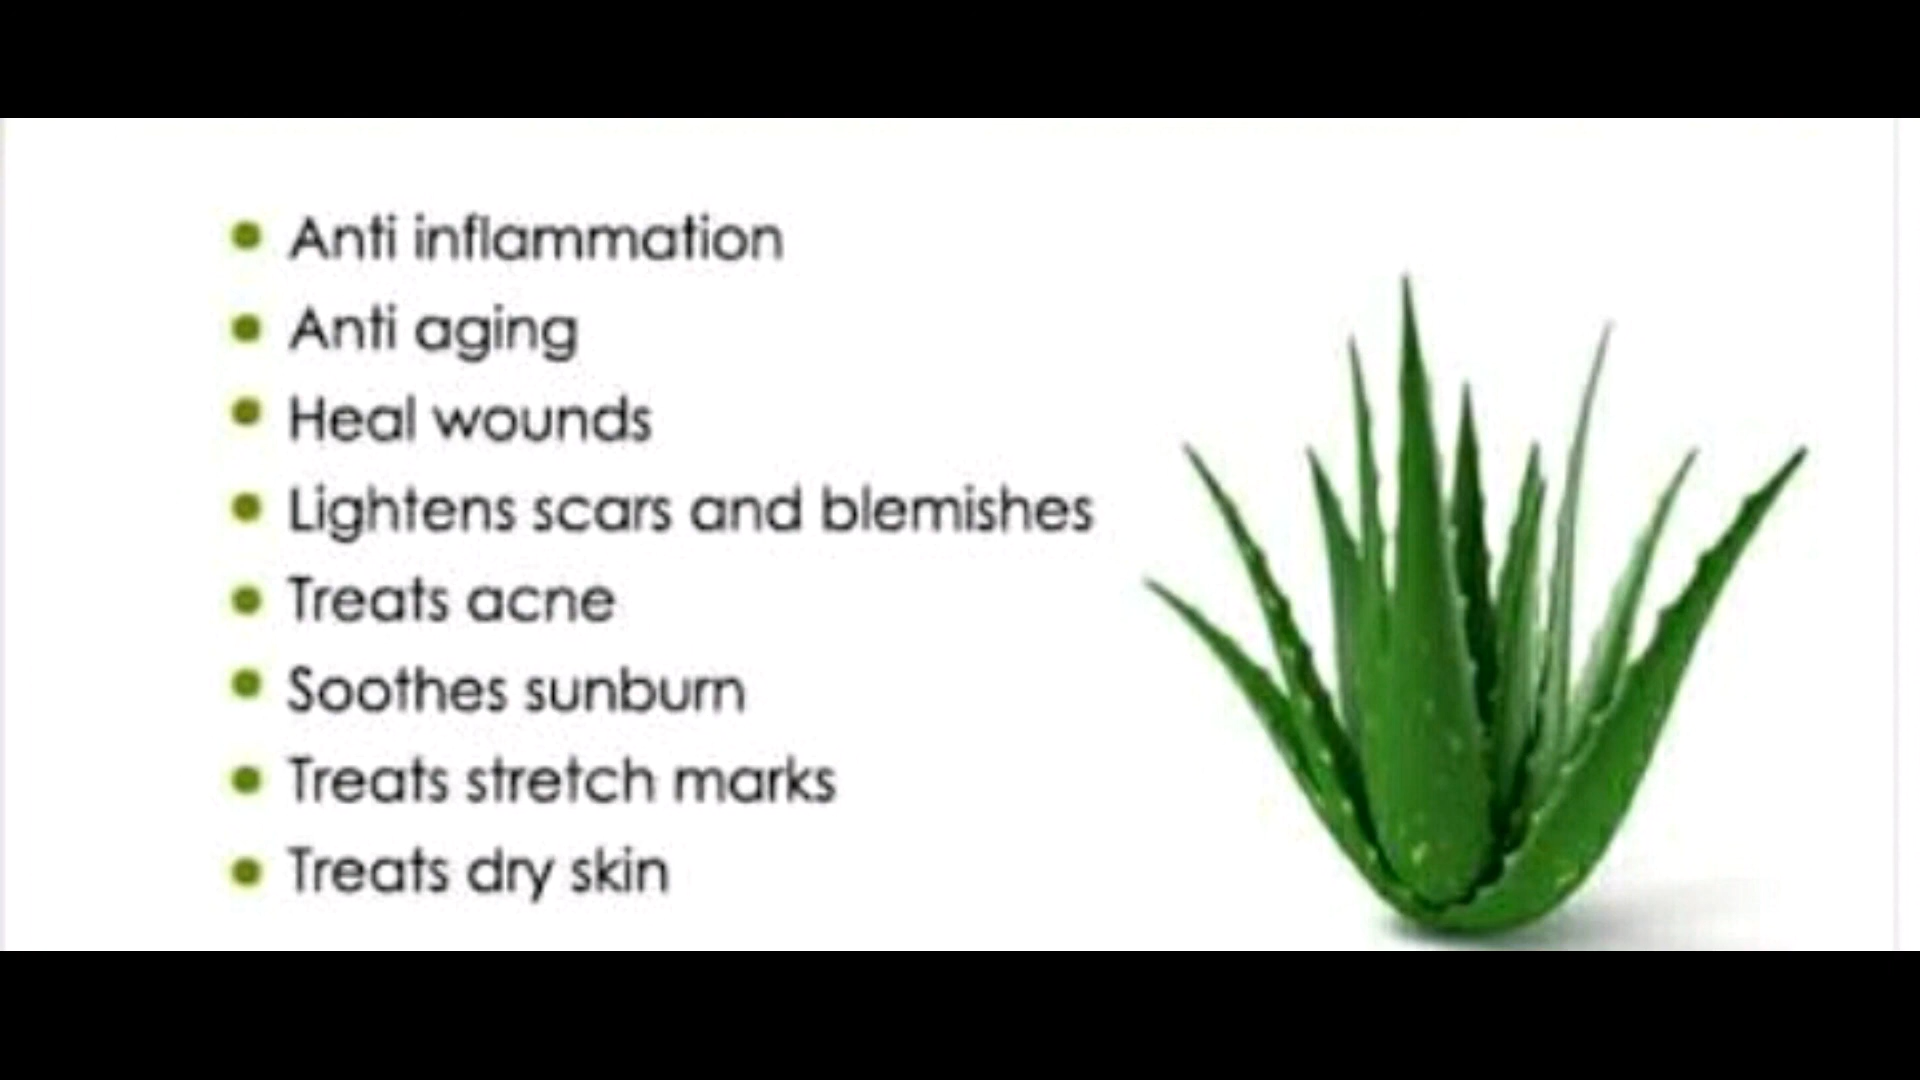 Anti inflammation
Anti aging
Heal wounds
Lightens scars and blemishes
Treats acne
Soothes sunburn
Treats stretch marks
Treats dry skin